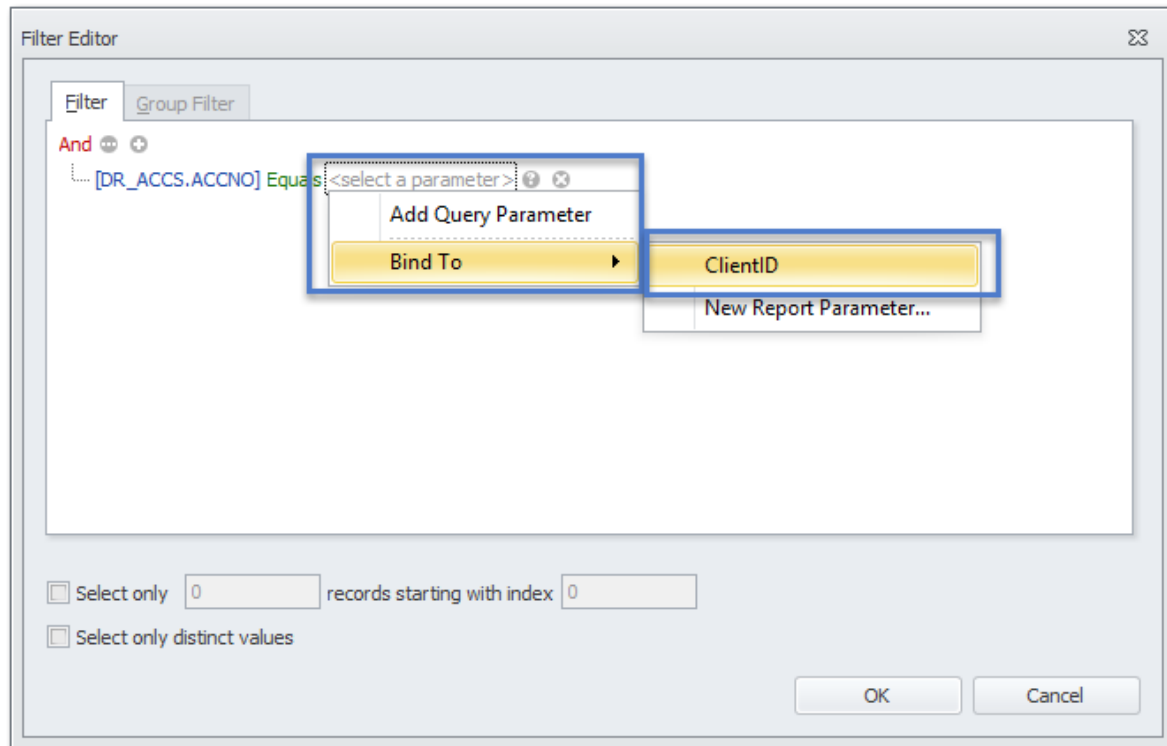 Filter Editor
Filter Group Filter
And
[DR_ACCS.ACCNO] Equals <select a parameter>
Add Query Parameter
Bind To ClientID
New Report Parameter...
Select only 0 records starting with index 0
Select only distinct values
OK Cancel